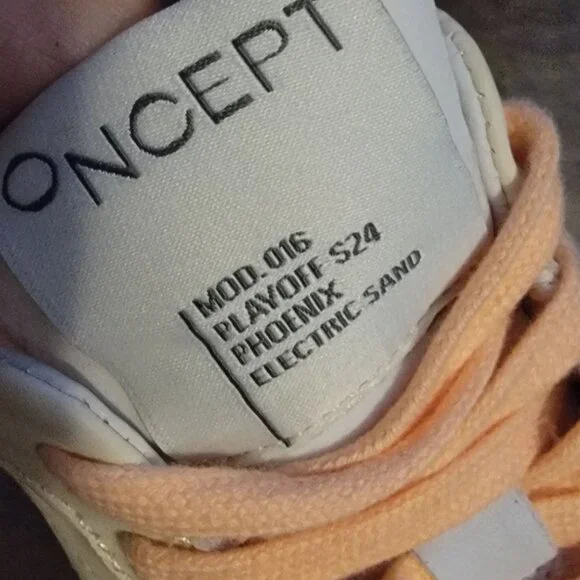 ONCEPT
MOD. 016
PLAYOFF S24
PHOENIX
ELECTRIC SAND